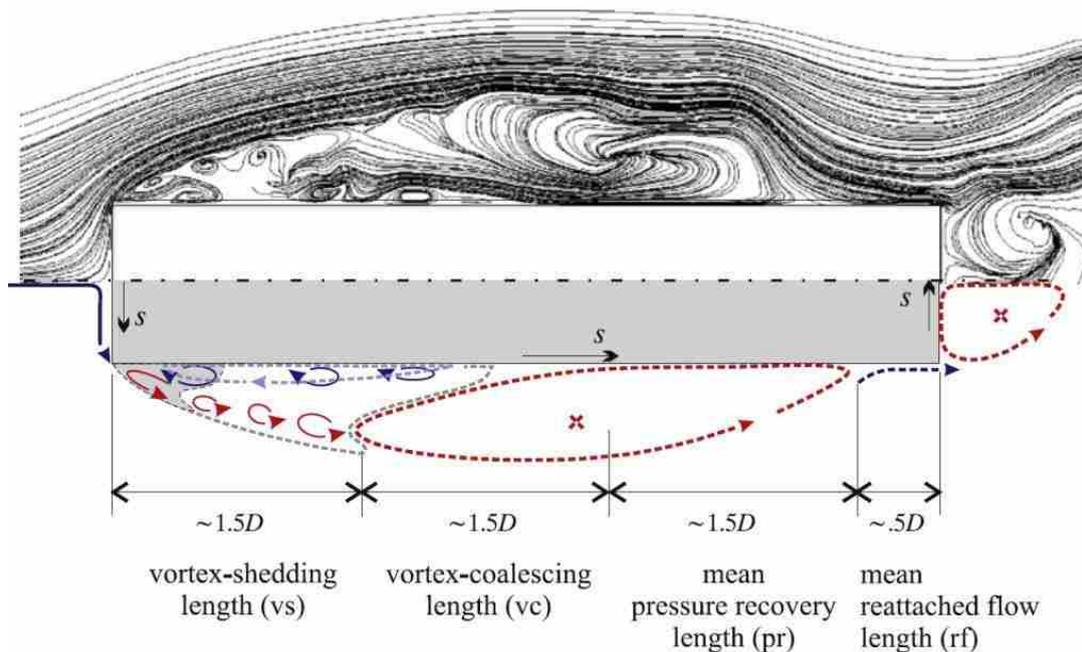 s
s
s
~1.5D
~1.5D
~1.5D
~.5D
vortex-shedding
length (vs)
vortex-coalescing
length (vc)
mean
pressure recovery
length (pr)
mean
reattached flow
length (rf)